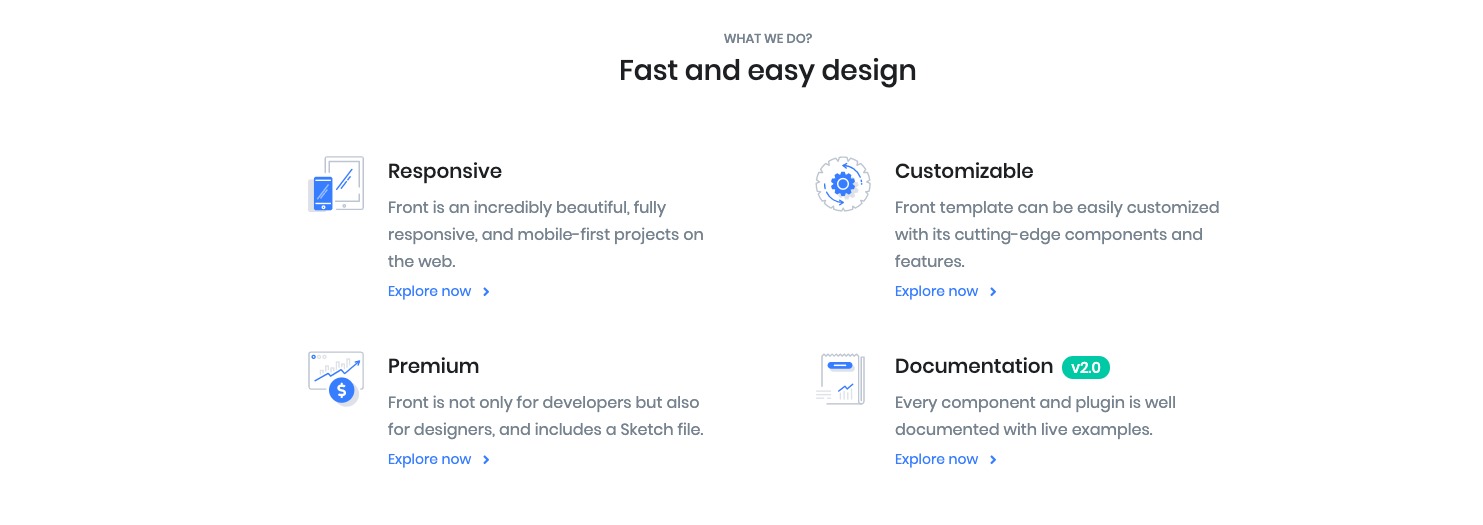 WHAT WE DO?
Fast and easy design
Responsive
Front is an incredibly beautiful, fully
responsive, and mobile-first projects on
the web.
Explore now
Customizable
Front template can be easily customized
with its cutting-edge components and
features.
Explore now
Premium
Front is not only for developers but also
for designers, and includes a Sketch file.
Explore now
Documentation v2.0
Every component and plugin is well
documented with live examples.
Explore now